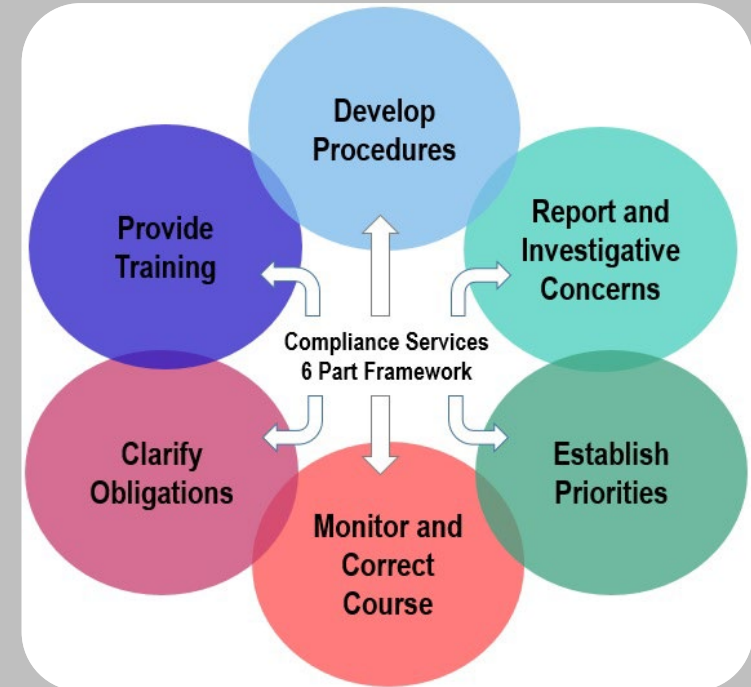 Develop
Procedures
Provide
Training
Report and
Investigative
Concerns
Compliance Services
6 Part Framework
Clarify
Obligations
Establish
Priorities
Monitor and
Correct
Course